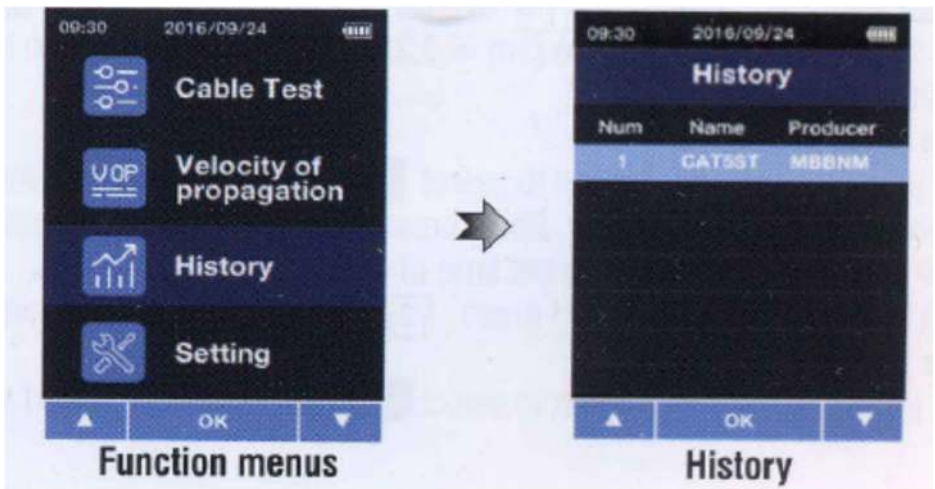 09:30 2016/09/24
Cable Test
VOP
Velocity of
propagation
History
Setting
OK
Function menus
09:30 2016/09/24
History
Num Name Producer
1 CAT5ST MBBNM
OK
History